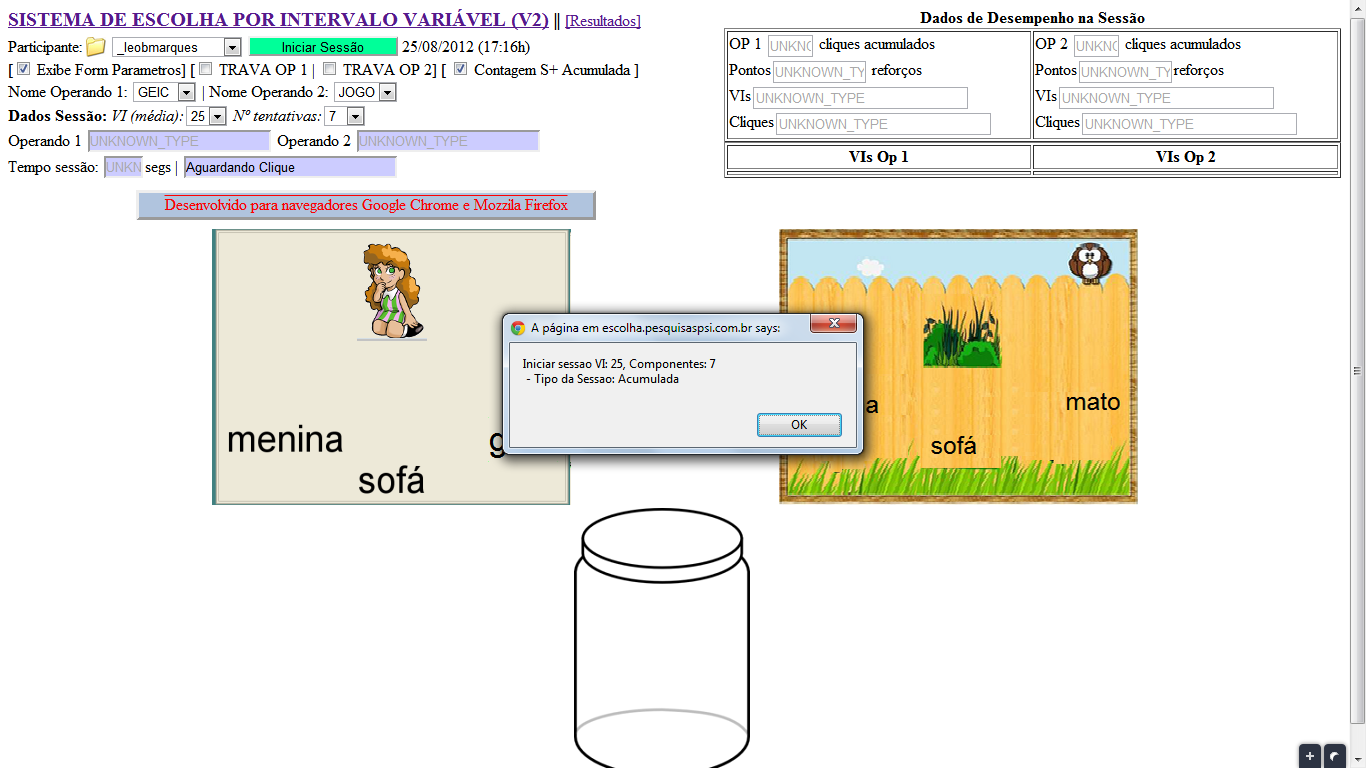 SISTEMA DE ESCOLHA POR INTERVALO VARIÁVEL (V2) || [Resultados]
Participante: _leobmarques Iniciar Sessão 25/08/2012 (17:16h)
[ Exibe Form Parametros] [ TRAVA OP 1 | TRAVA OP 2] [ Contagem S+ Acumulada ]
Nome Operando 1: GEIC | Nome Operando 2: JOGO
Dados Sessão: VI (média): 25 Nº tentativas: 7
Operando 1 UNKNOWN_TYPE Operando 2 UNKNOWN_TYPE
Tempo sessão: UNKN segs | Aguardando Clique
Dados de Desempenho na Sessão
OP 1 UNKNO cliques acumulados
Pontos UNKNOWN_TY reforços
VIs UNKNOWN_TYPE
Cliques UNKNOWN_TYPE
OP 2 UNKNO cliques acumulados
Pontos UNKNOWN_TY reforços
VIs UNKNOWN_TYPE
Cliques UNKNOWN_TYPE
VIs Op 1 VIs Op 2
Desenvolvido para navegadores Google Chrome e Mozzila Firefox
A página em escolha.pesquisaspsi.com.br says:
Iniciar sessao VI: 25, Componentes: 7
- Tipo da Sessao: Acumulada
OK
menina g
sofá
a mato
sofá